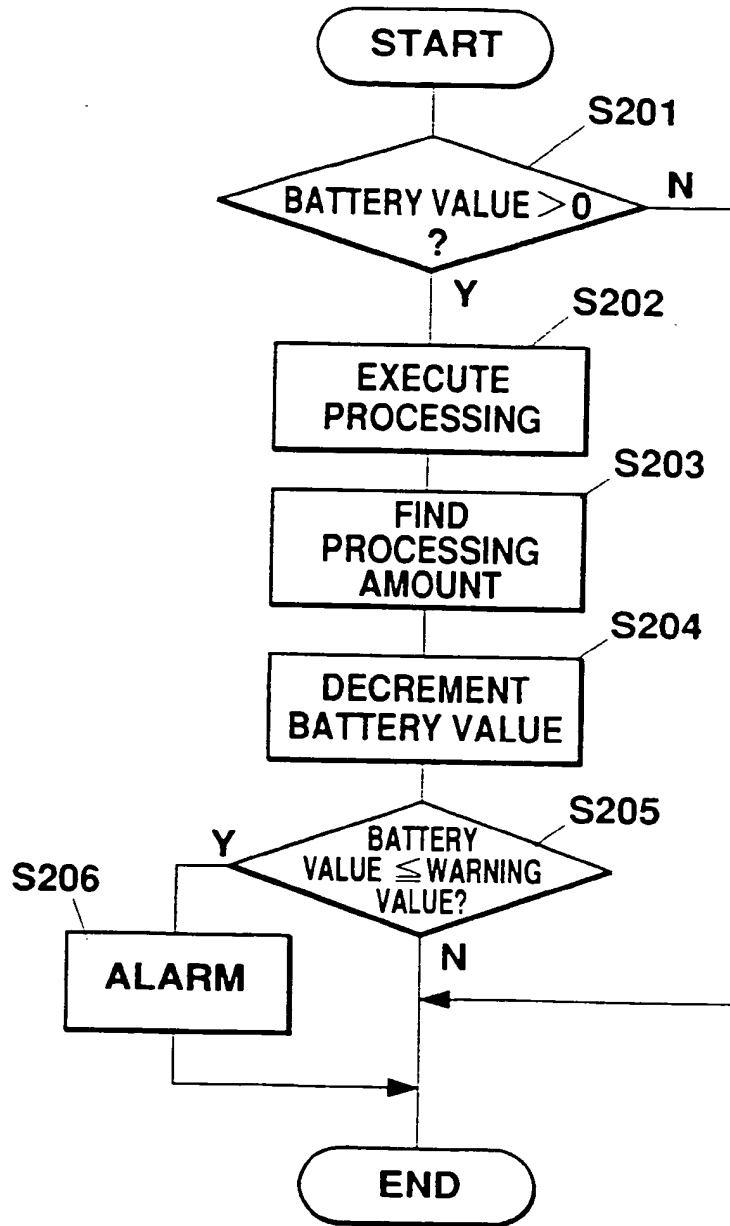 START
S201
BATTERY VALUE > 0
?
N
Y
S202
EXECUTE
PROCESSING
S203
FIND
PROCESSING
AMOUNT
S204
DECREMENT
BATTERY VALUE
S205
Y
BATTERY
VALUE ≦ WARNING
VALUE?
S206
N
ALARM
END